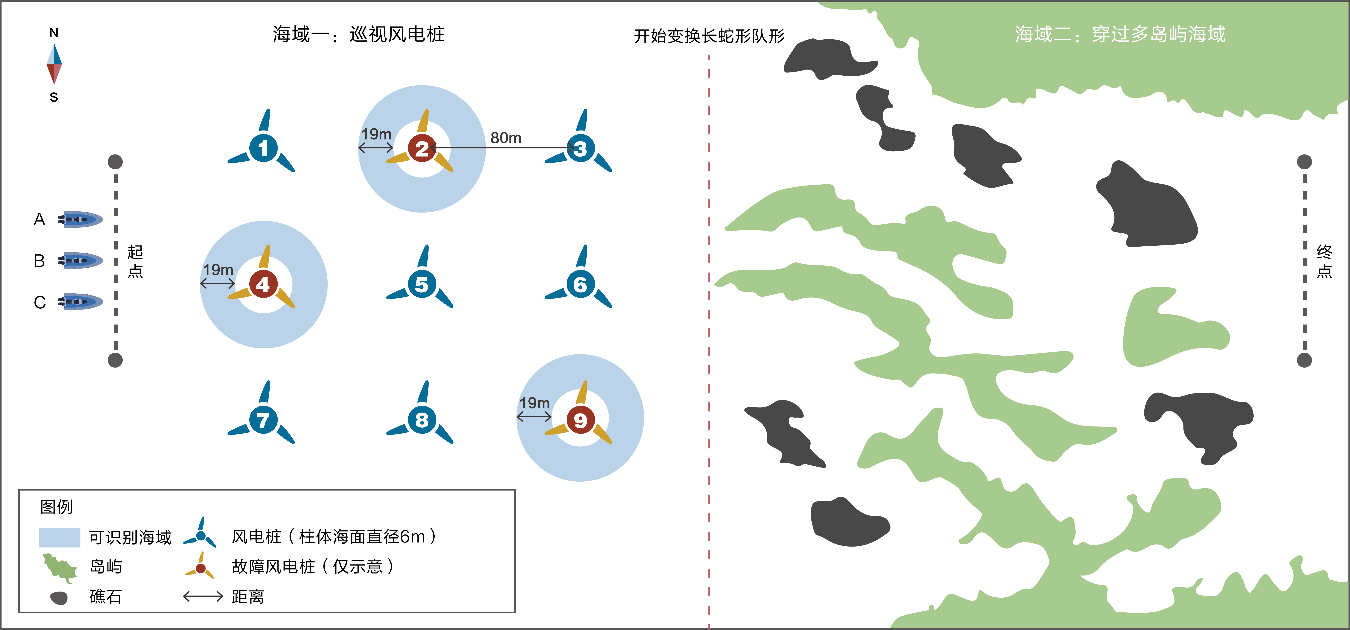 海域一：巡视风电桩
开始变换长蛇形队形
海域二：穿过多岛屿海域
N
S
1
2
3
19m
80m
A
B
C
起点
4
5
6
19m
终点
7
8
9
19m
图例
可识别海域
风电桩（柱体海面直径6m）
岛屿
故障风电桩（仅示意）
礁石
距离